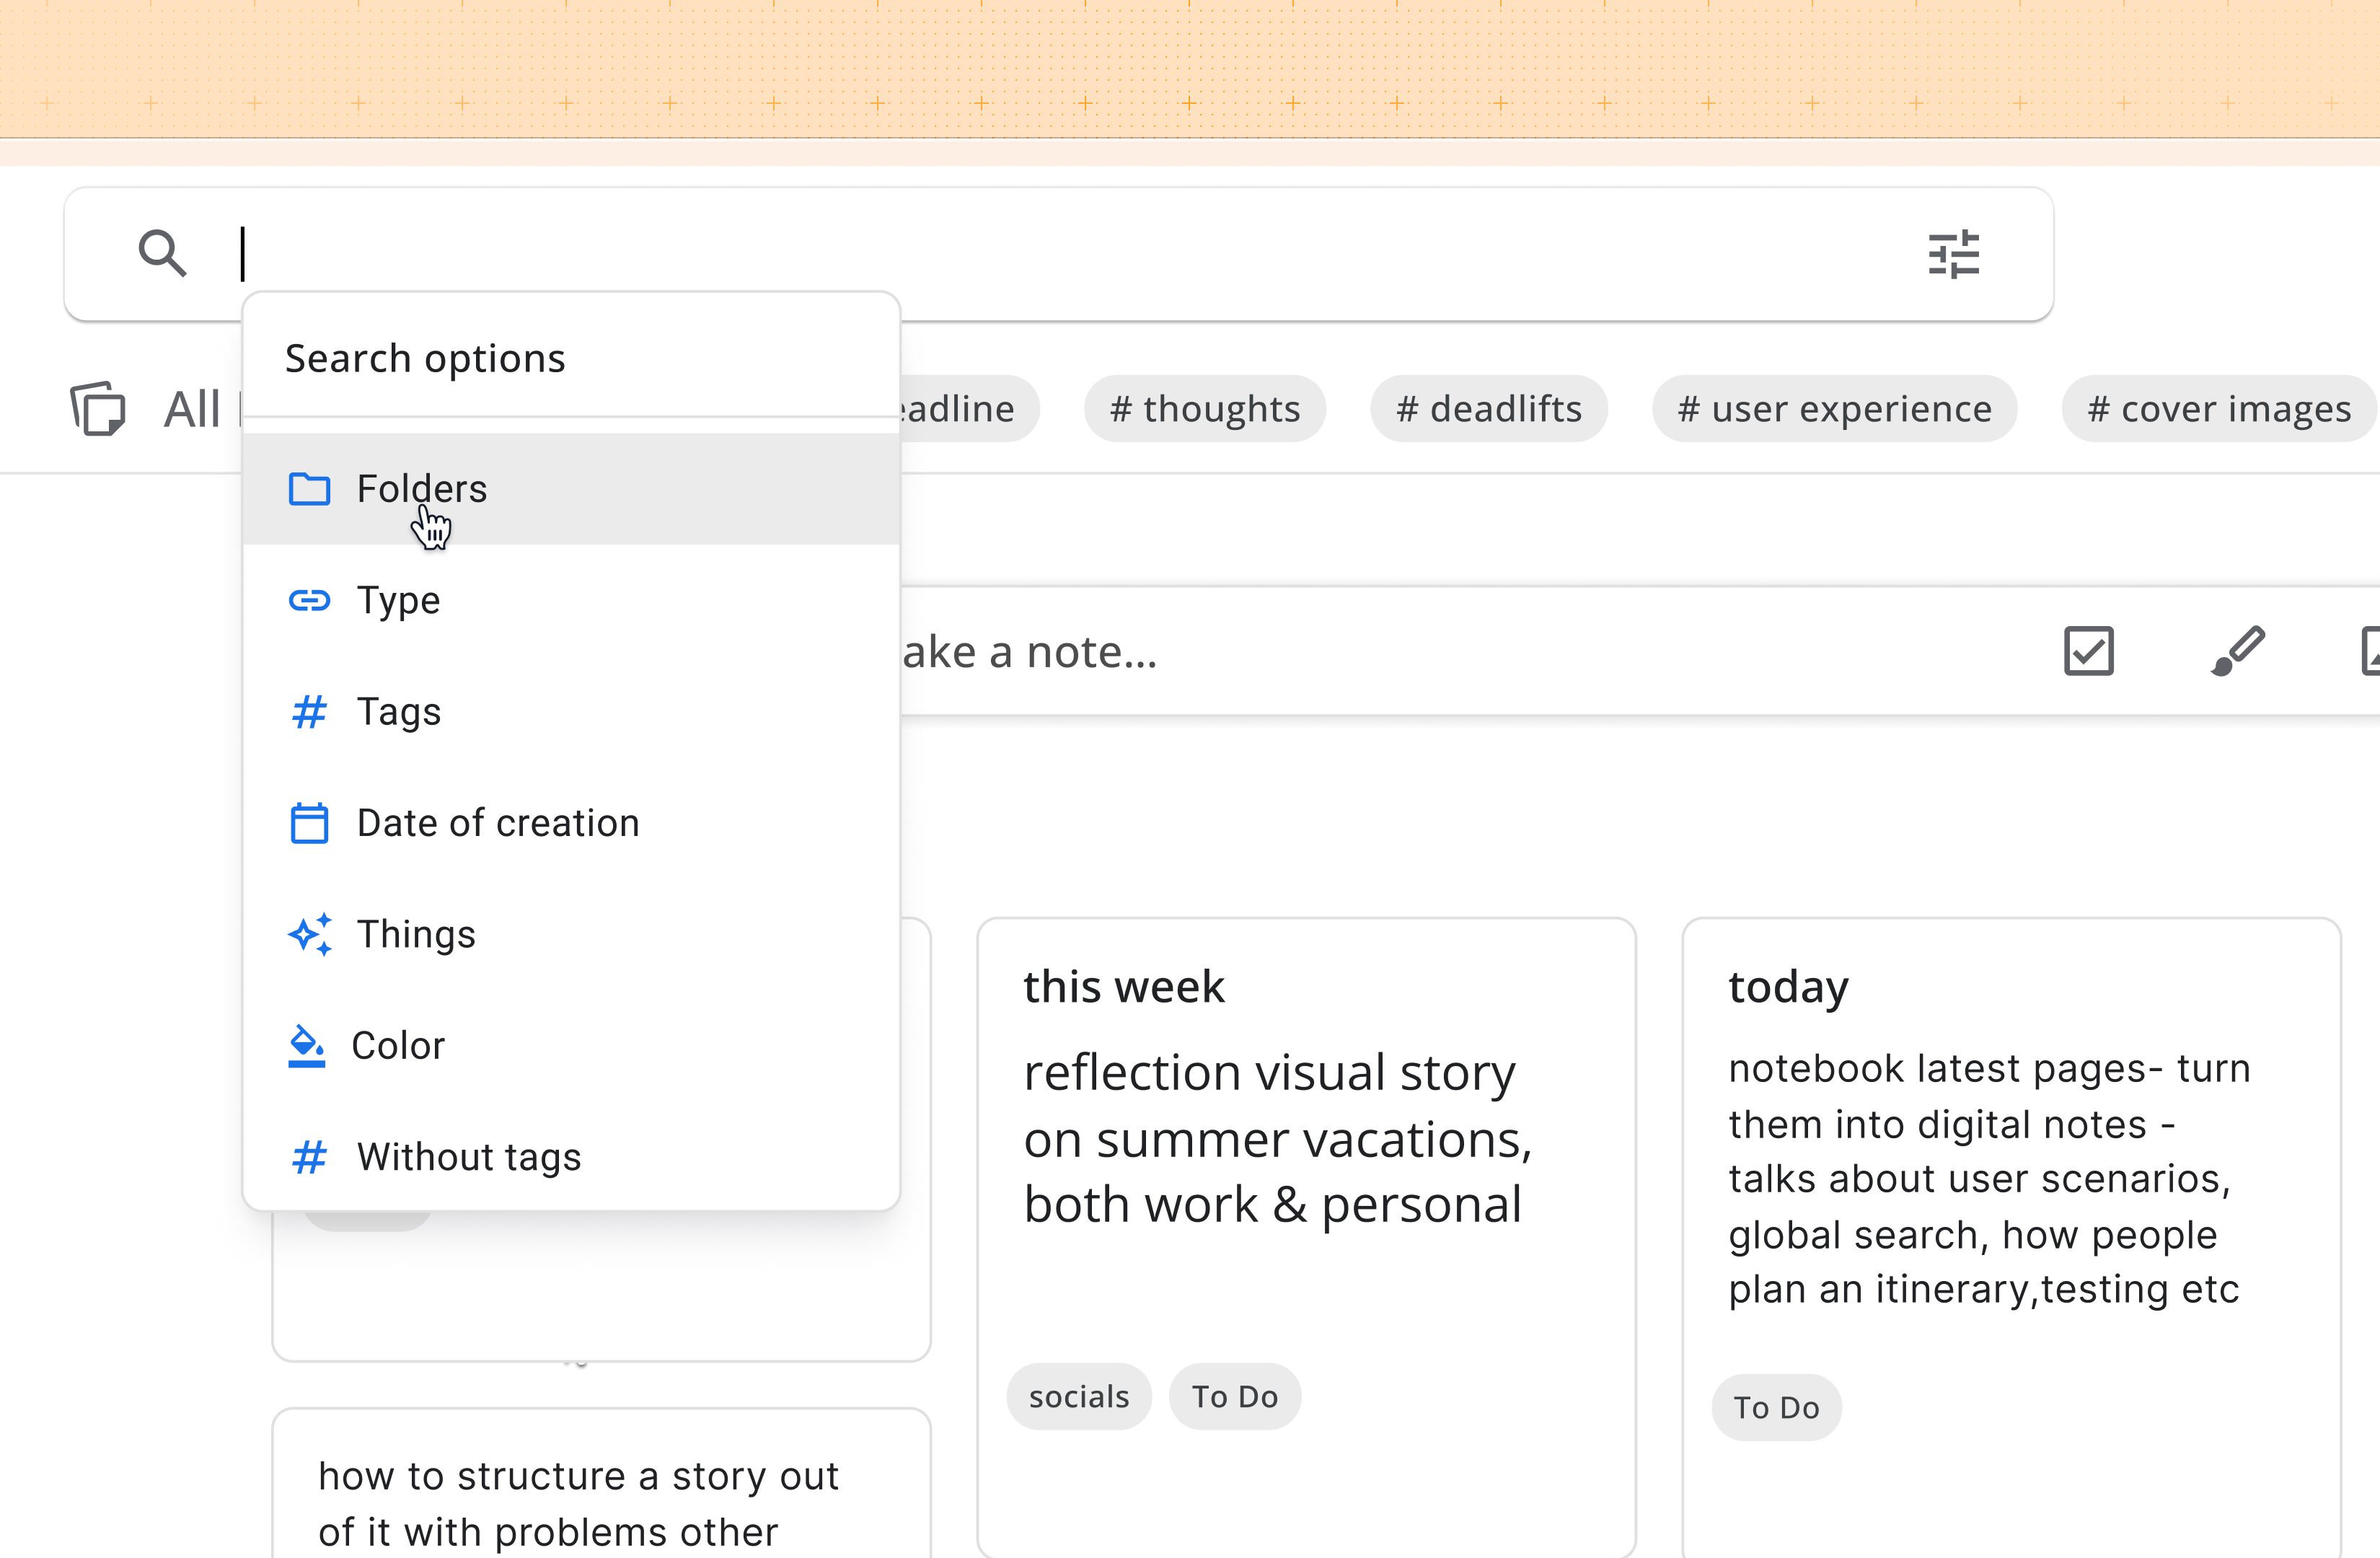 Search options
All
# thoughts
# deadlifts
# user experience
# cover images
Folders
Type
ake a note...
# Tags
Date of creation
Things
Color
# Without tags
this week
reflection visual story
on summer vacations,
both work & personal
socials
To Do
today
notebook latest pages- turn
them into digital notes -
talks about user scenarios,
global search, how people
plan an itinerary,testing etc
To Do
how to structure a story out
of it with problems other